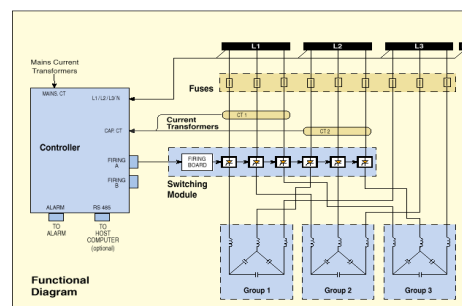 L1
L2
L3
Mains Current
Transformers
MAINS, CT
L1/L2/L3/N
Fuses
CT 1
Current
Transformers
CAP. CT
CT 2
Controller
FIRING
A
FIRING
BOARD
FIRING
B
Switching
Module
ALARM
RS-485
TO
ALARM
TO
HOST
COMPUTER
(optional)
Functional
Diagram
Group 1
Group 2
Group 3